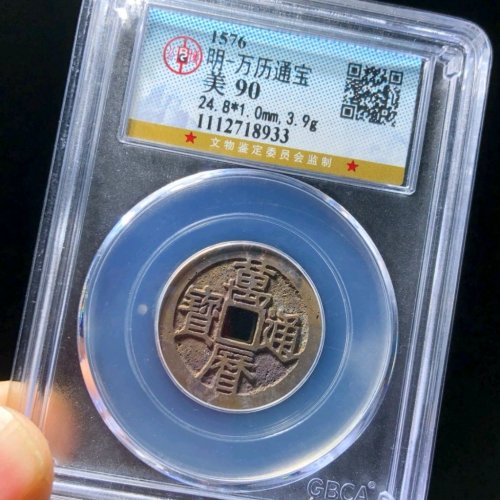 1576
明-万历通宝
美 90
24.8*1.0mm, 3.9g
1112718933
★ 文物鉴定委员会监制 ★
萬曆通寶
GBCA